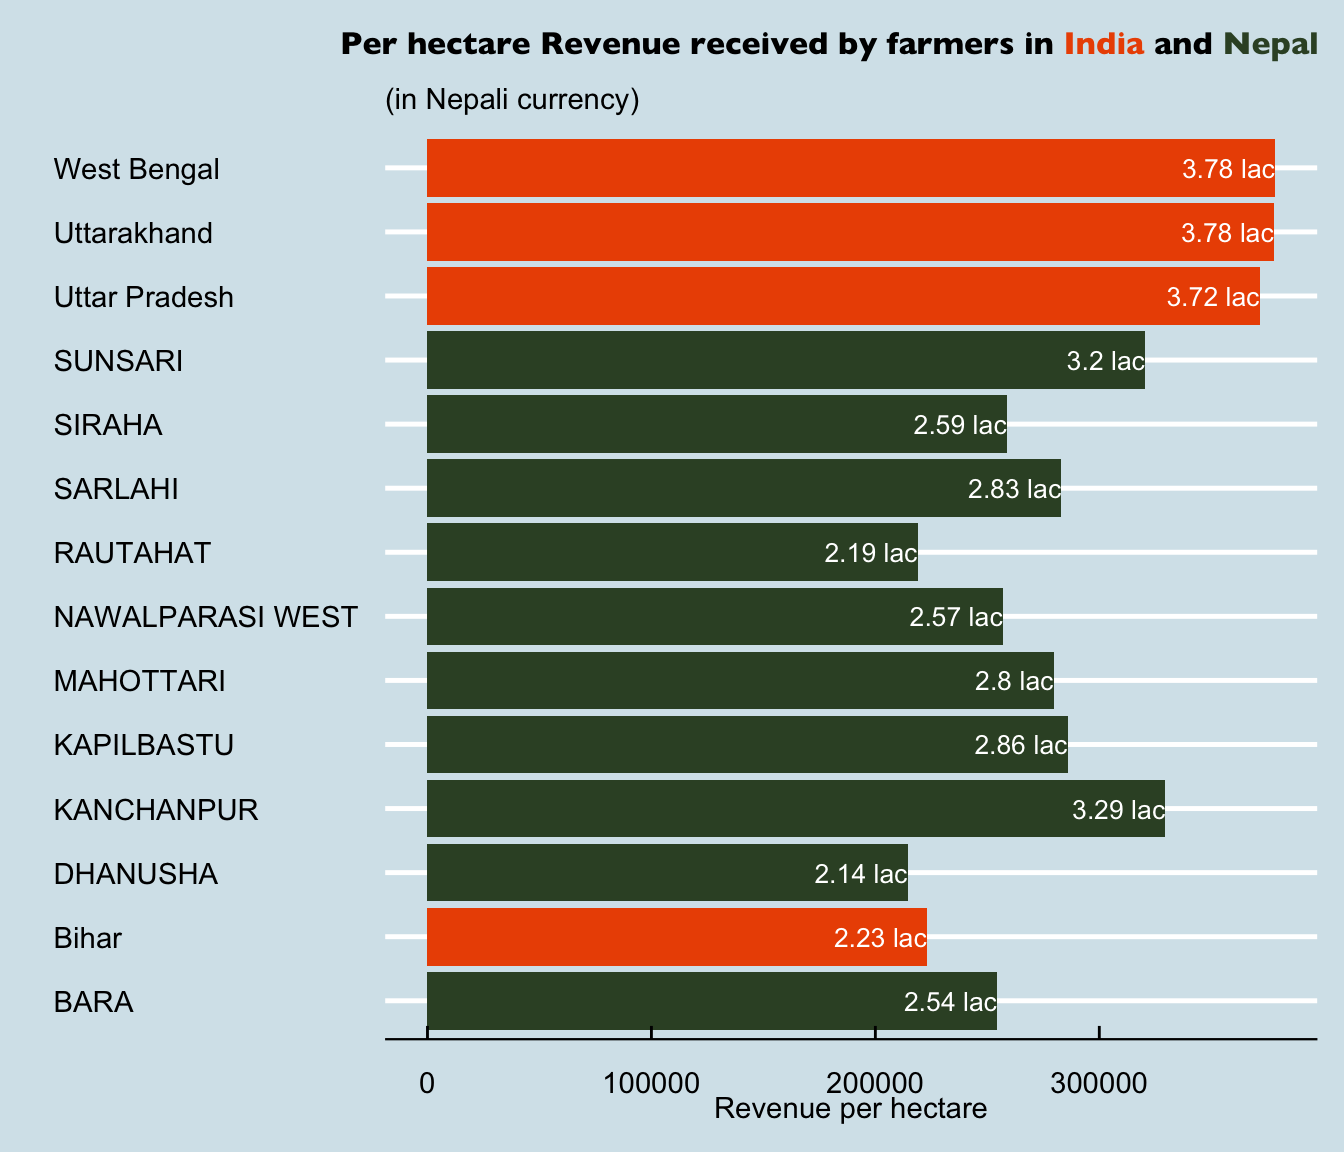 Per hectare Revenue received by farmers in India and Nepal
(in Nepali currency)
West Bengal 3.78 lac
Uttarakhand 3.78 lac
Uttar Pradesh 3.72 lac
SUNSARI 3.2 lac
SIRAHA 2.59 lac
SARLAHI 2.83 lac
RAUTAHAT 2.19 lac
NAWALPARASI WEST 2.57 lac
MAHOTTARI 2.8 lac
KAPILBASTU 2.86 lac
KANCHANPUR 3.29 lac
DHANUSHA 2.14 lac
Bihar 2.23 lac
BARA 2.54 lac
0 100000 200000 300000
Revenue per hectare